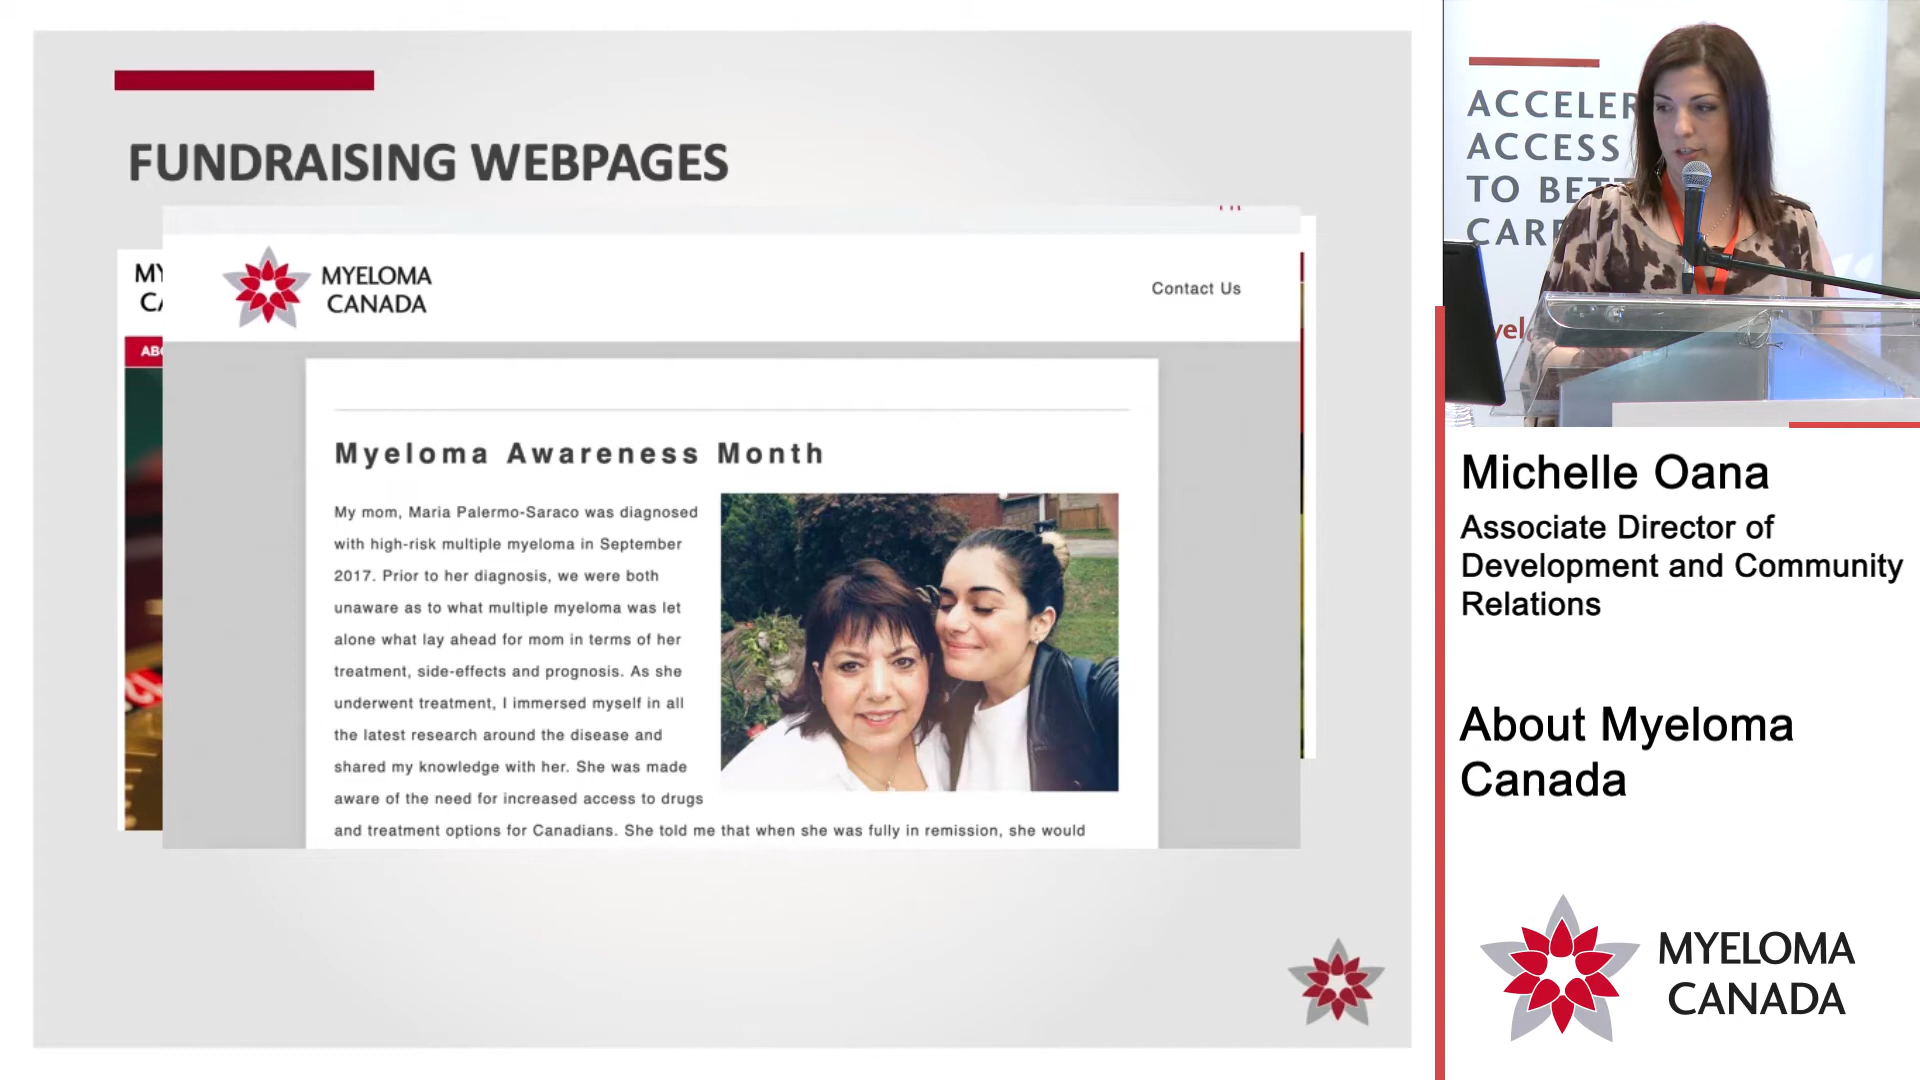 FUNDRAISING WEBPAGES
MY
CA
ABO
MYELOMA
CANADA
Contact Us
Myeloma Awareness Month
My mom, Maria Palermo-Saraco was diagnosed
with high-risk multiple myeloma in September
2017. Prior to her diagnosis, we were both
unaware as to what multiple myeloma was let
alone what lay ahead for mom in terms of her
treatment, side-effects and prognosis. As she
underwent treatment, I immersed myself in all
the latest research around the disease and
shared my knowledge with her. She was made
aware of the need for increased access to drugs
and treatment options for Canadians. She told me that when she was fully in remission, she would
ACCELER
ACCESS
TO BET
CAR
yel
Michelle Oana
Associate Director of
Development and Community
Relations
About Myeloma
Canada
MYELOMA
CANADA